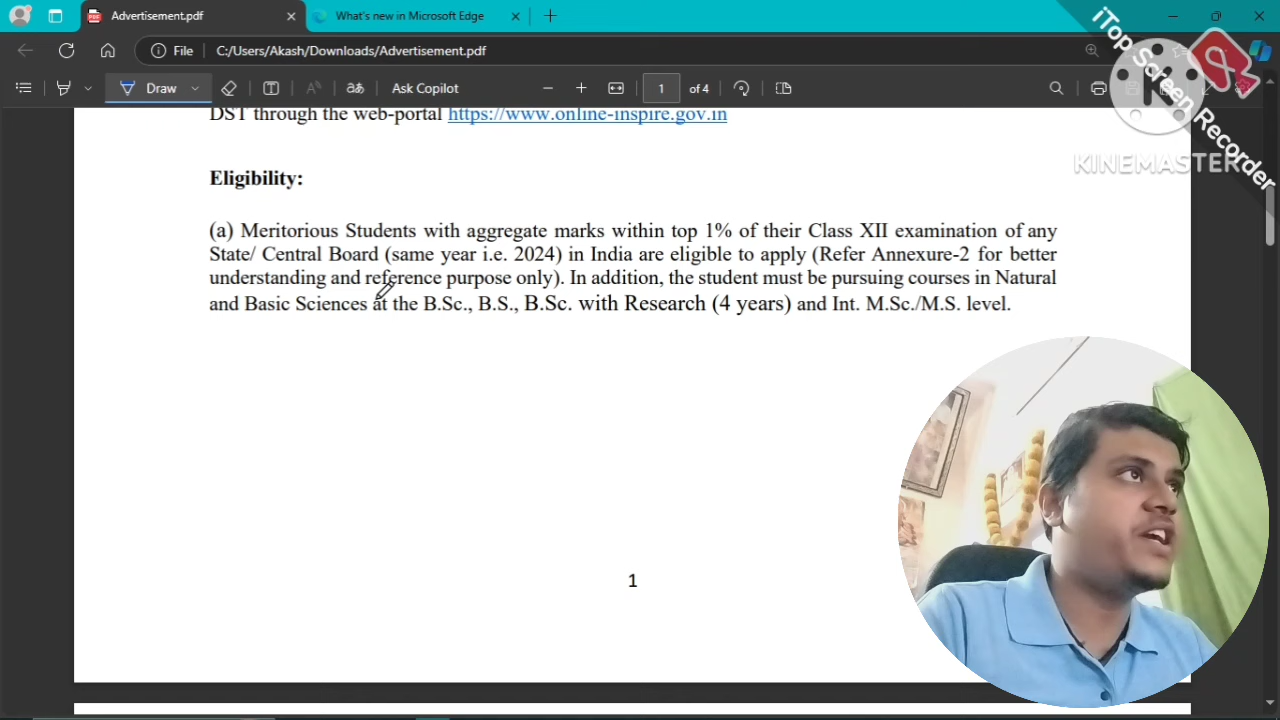 Advertisement.pdf
What's new in Microsoft Edge
File
C:/Users/Akash/Downloads/Advertisement.pdf
Draw
aあ
Ask Copilot
1 of 4
iTop Screen Recorder
K
KINEMASTER
DST through the web-portal https://www.online-inspire.gov.in
Eligibility:
(a) Meritorious Students with aggregate marks within top 1% of their Class XII examination of any
State/ Central Board (same year i.e. 2024) in India are eligible to apply (Refer Annexure-2 for better
understanding and reference purpose only). In addition, the student must be pursuing courses in Natural
and Basic Sciences at the B.Sc., B.S., B.Sc. with Research (4 years) and Int. M.Sc./M.S. level.
1